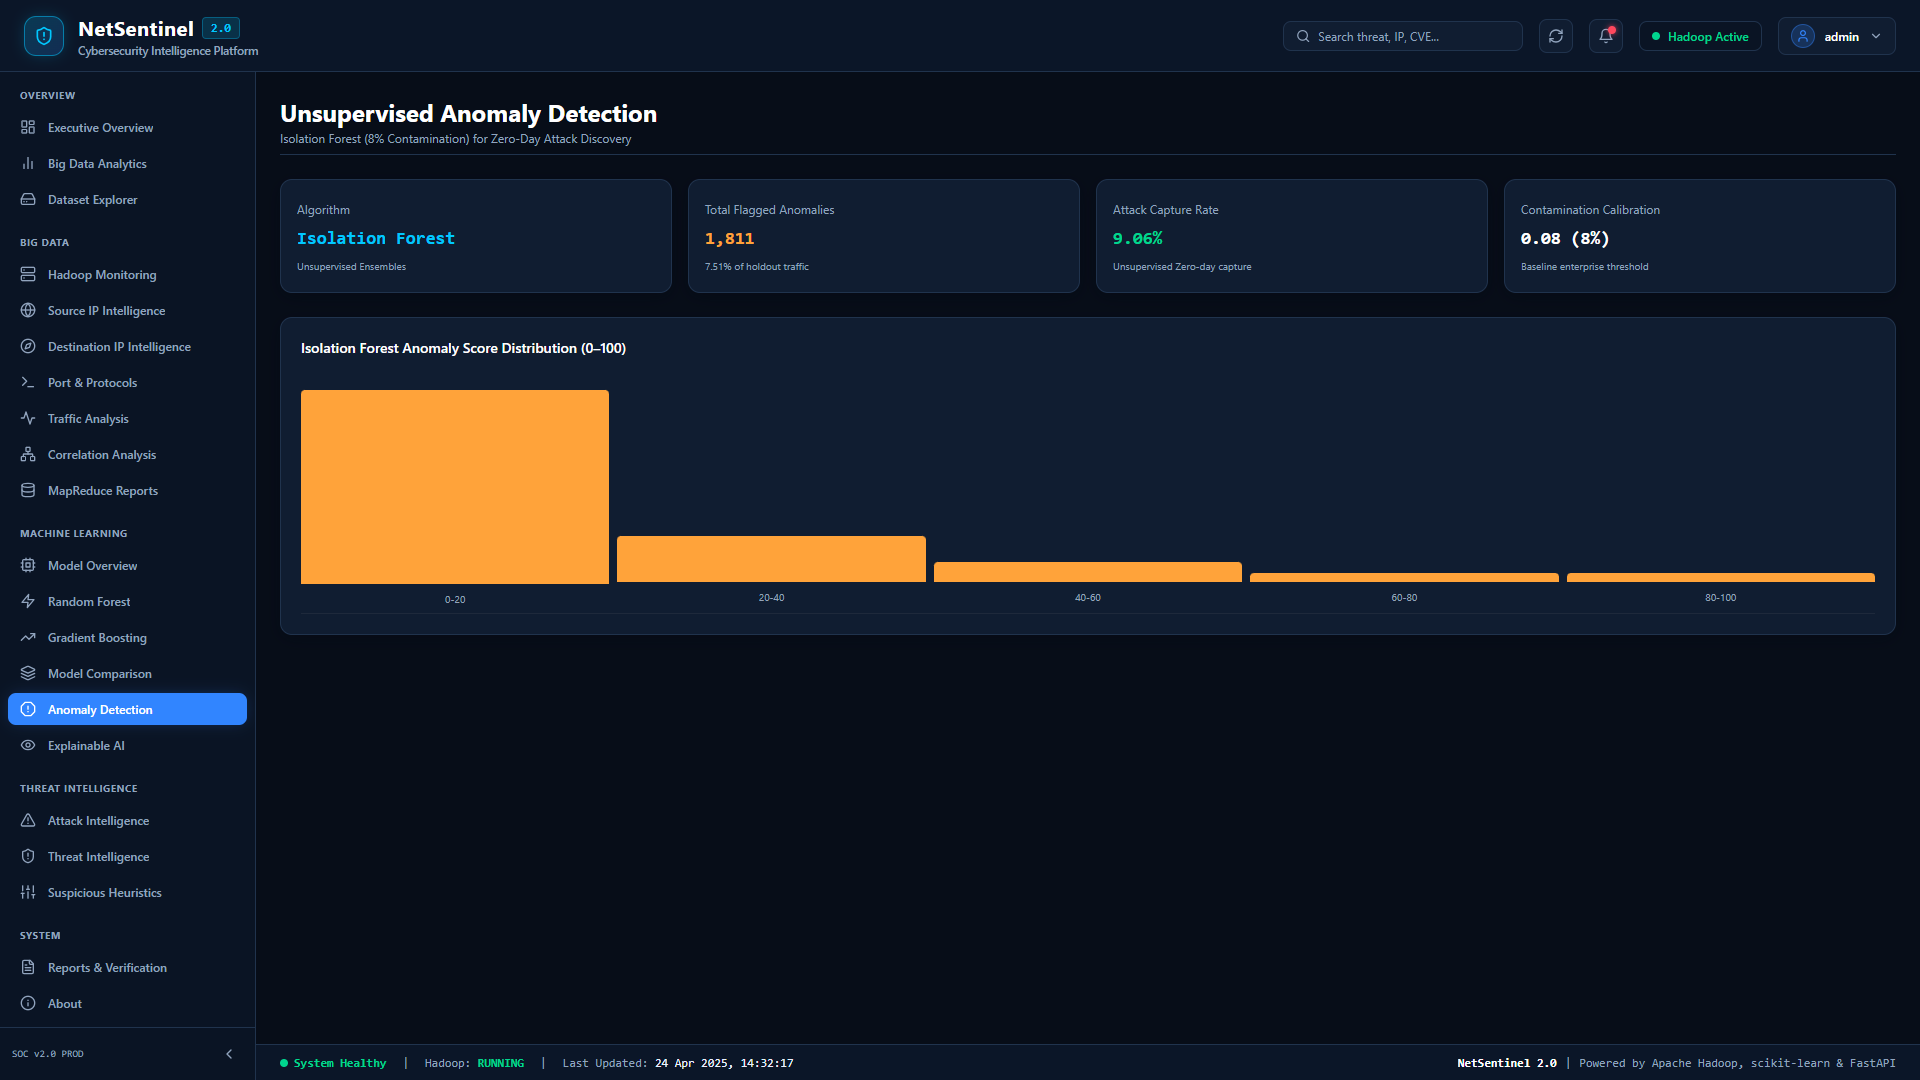 NetSentinel 2.0
Cybersecurity Intelligence Platform
Search threat, IP, CVE...
Hadoop Active
admin
OVERVIEW
Executive Overview
Big Data Analytics
Dataset Explorer
BIG DATA
Hadoop Monitoring
Source IP Intelligence
Destination IP Intelligence
Port & Protocols
Traffic Analysis
Correlation Analysis
MapReduce Reports
MACHINE LEARNING
Model Overview
Random Forest
Gradient Boosting
Model Comparison
Anomaly Detection
Explainable AI
THREAT INTELLIGENCE
Attack Intelligence
Threat Intelligence
Suspicious Heuristics
SYSTEM
Reports & Verification
About
SOC v2.0 PROD
Unsupervised Anomaly Detection
Isolation Forest (8% Contamination) for Zero-Day Attack Discovery
Algorithm
Isolation Forest
Unsupervised Ensembles
Total Flagged Anomalies
1,811
7.51% of holdout traffic
Attack Capture Rate
9.06%
Unsupervised Zero-day capture
Contamination Calibration
0.08 (8%)
Baseline enterprise threshold
Isolation Forest Anomaly Score Distribution (0–100)
0-20
20-40
40-60
60-80
80-100
System Healthy | Hadoop: RUNNING | Last Updated: 24 Apr 2025, 14:32:17
NetSentinel 2.0 | Powered by Apache Hadoop, scikit-learn & FastAPI